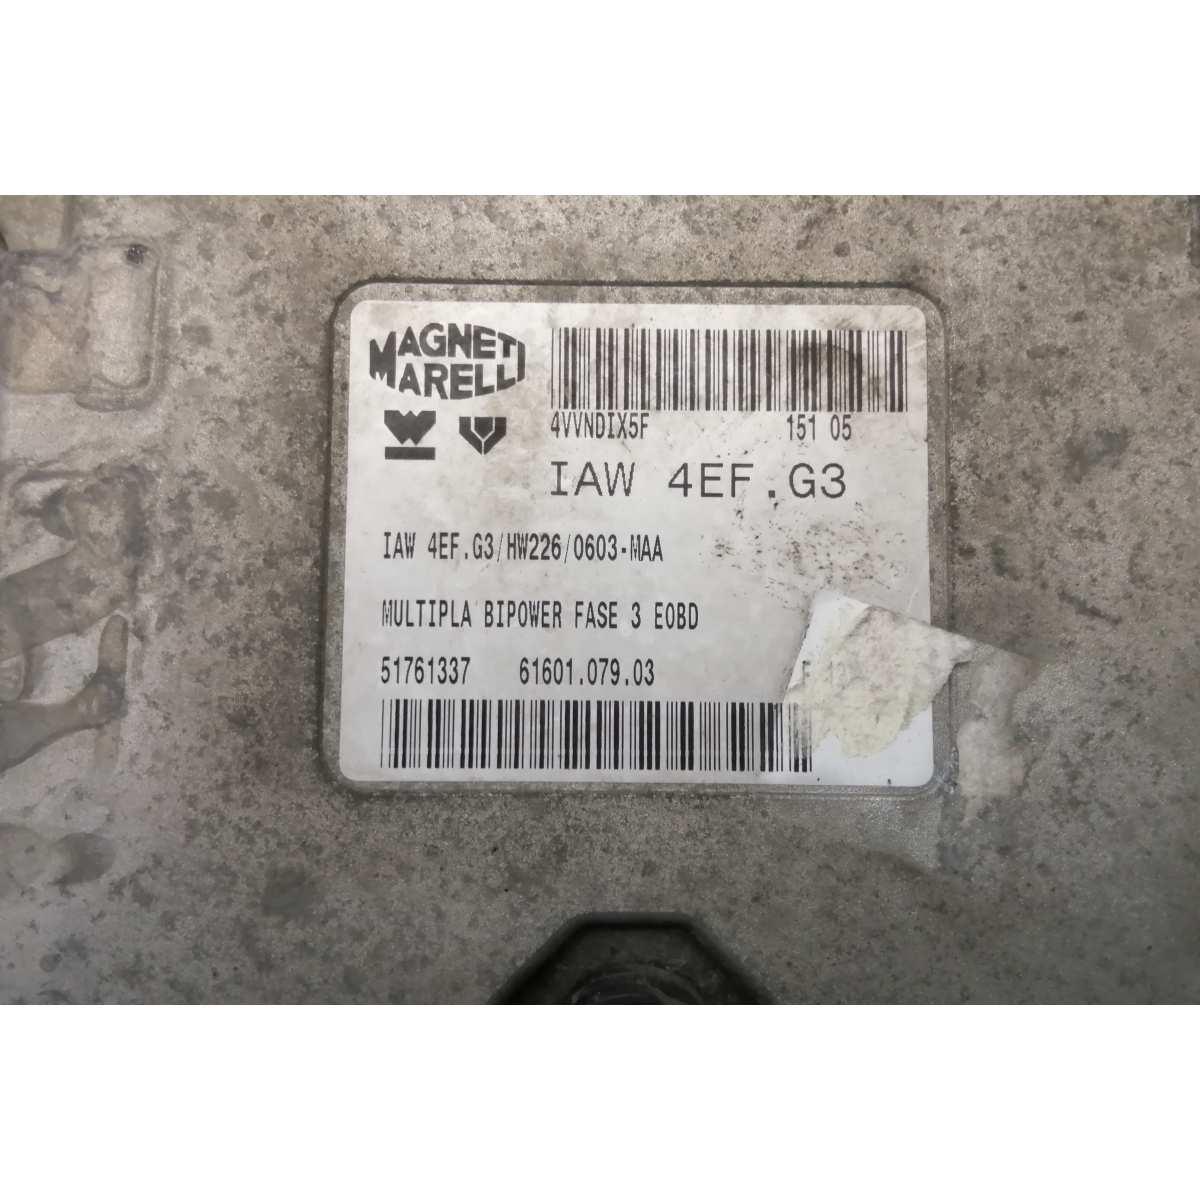 MAGNETI
MARELLI
4VVNDIX5F 151 05
IAW 4EF.G3
IAW 4EF.G3/HW226/0603-MAA
MULTIPLA BIPOWER FASE 3 EOBD
51761337 61601.079.03